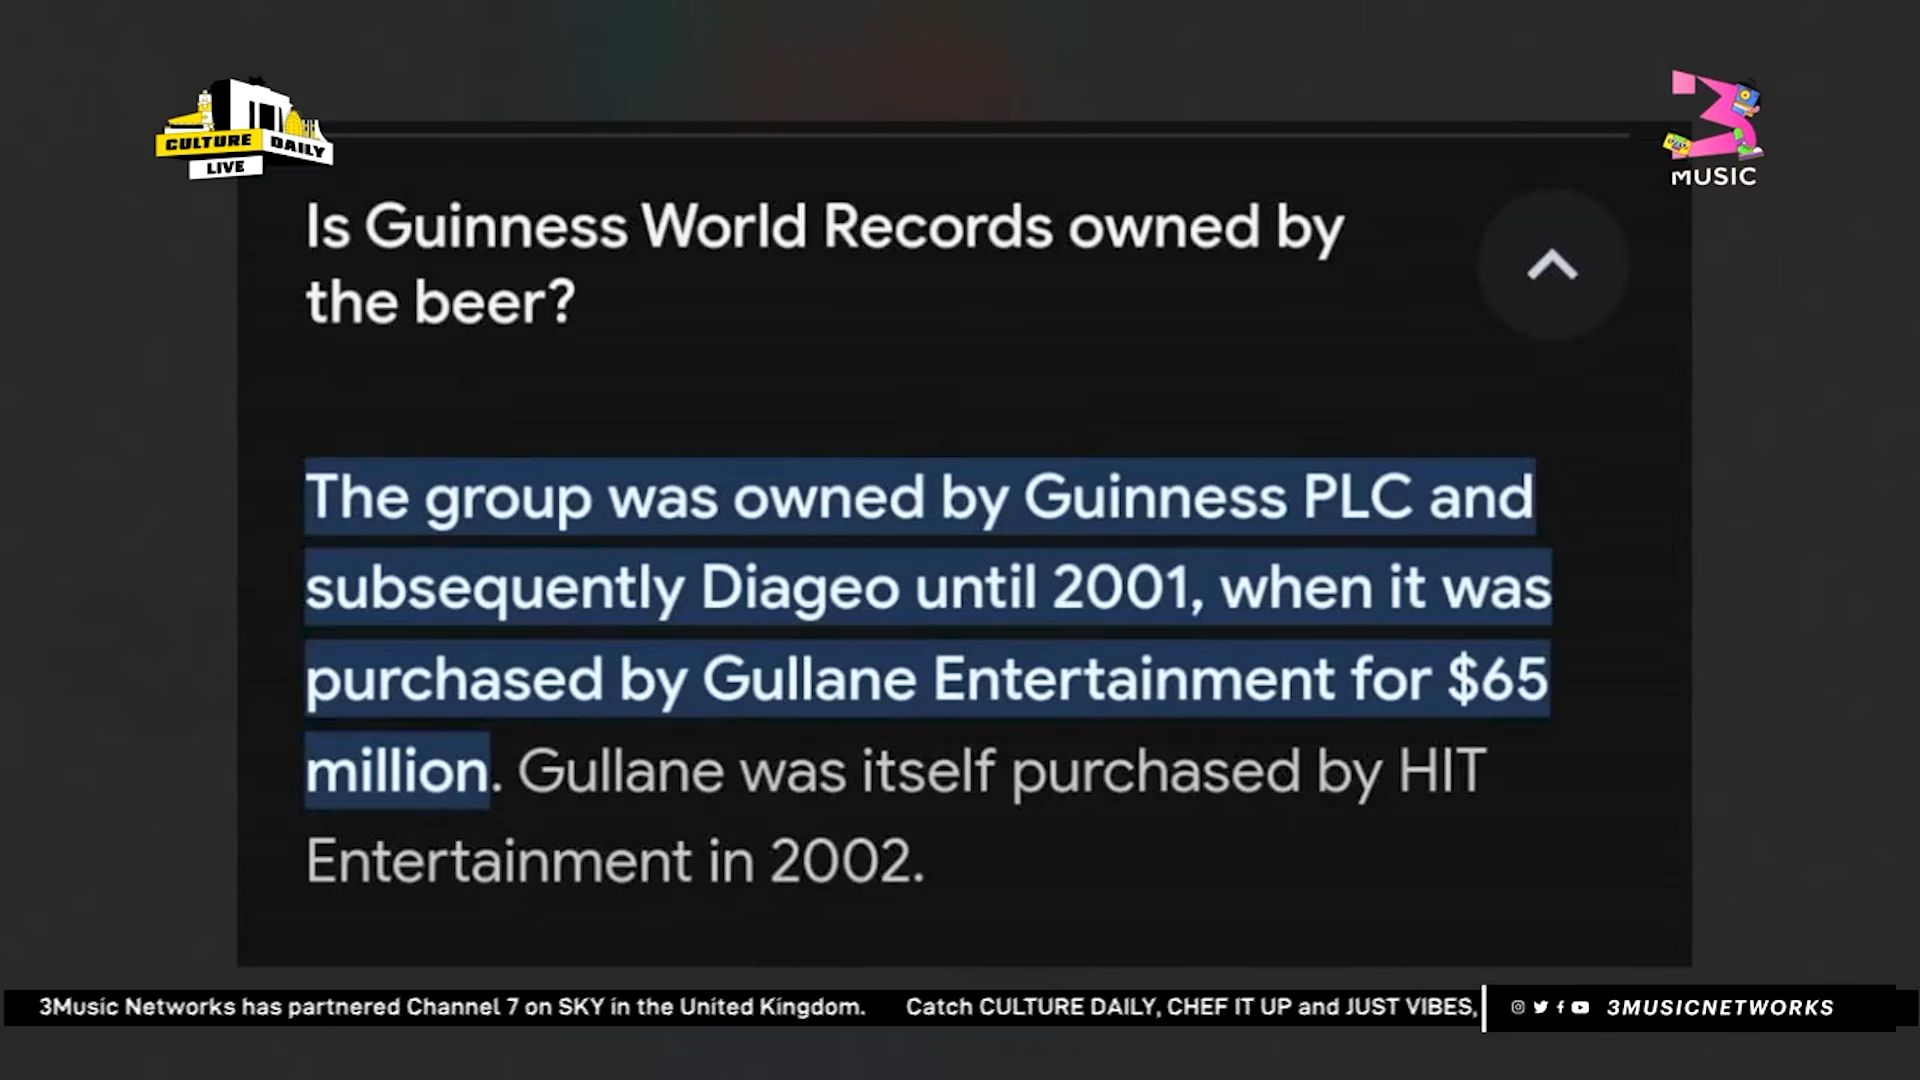 CULTURE DAILY
LIVE
3
MUSIC
Is Guinness World Records owned by
the beer?
The group was owned by Guinness PLC and
subsequently Diageo until 2001, when it was
purchased by Gullane Entertainment for $65
million. Gullane was itself purchased by HIT
Entertainment in 2002.
3Music Networks has partnered Channel 7 on SKY in the United Kingdom. Catch CULTURE DAILY, CHEF IT UP and JUST VIBES,
3MUSICNETWORKS